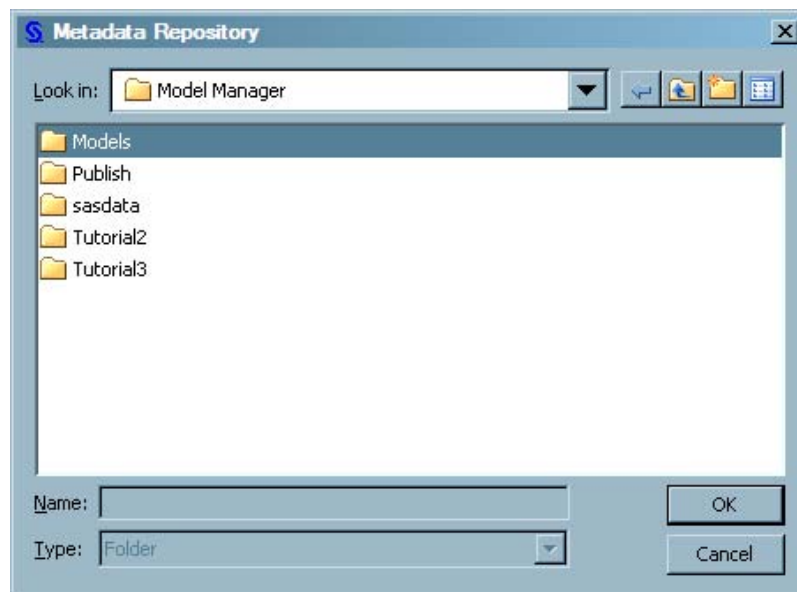 Metadata Repository
Look in: Model Manager
Models
Publish
sasdata
Tutorial2
Tutorial3
Name:
OK
Type: Folder
Cancel